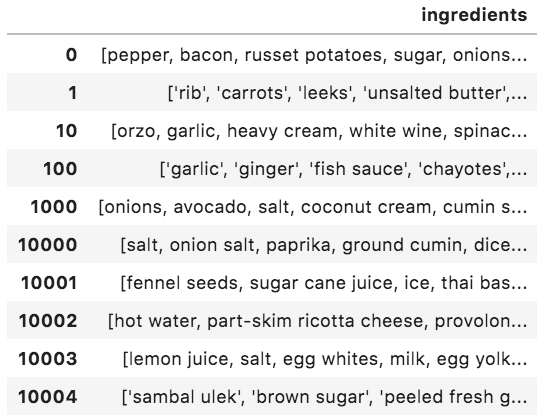 ingredients
0 [pepper, bacon, russet potatoes, sugar, onions...
1 ['rib', 'carrots', 'leeks', 'unsalted butter',...
10 [orzo, garlic, heavy cream, white wine, spinac...
100 ['garlic', 'ginger', 'fish sauce', 'chayotes',...
1000 [onions, avocado, salt, coconut cream, cumin s...
10000 [salt, onion salt, paprika, ground cumin, dice...
10001 [fennel seeds, sugar cane juice, ice, thai bas...
10002 [hot water, part-skim ricotta cheese, provolon...
10003 [lemon juice, salt, egg whites, milk, egg yolk...
10004 ['sambal ulek', 'brown sugar', 'peeled fresh g...